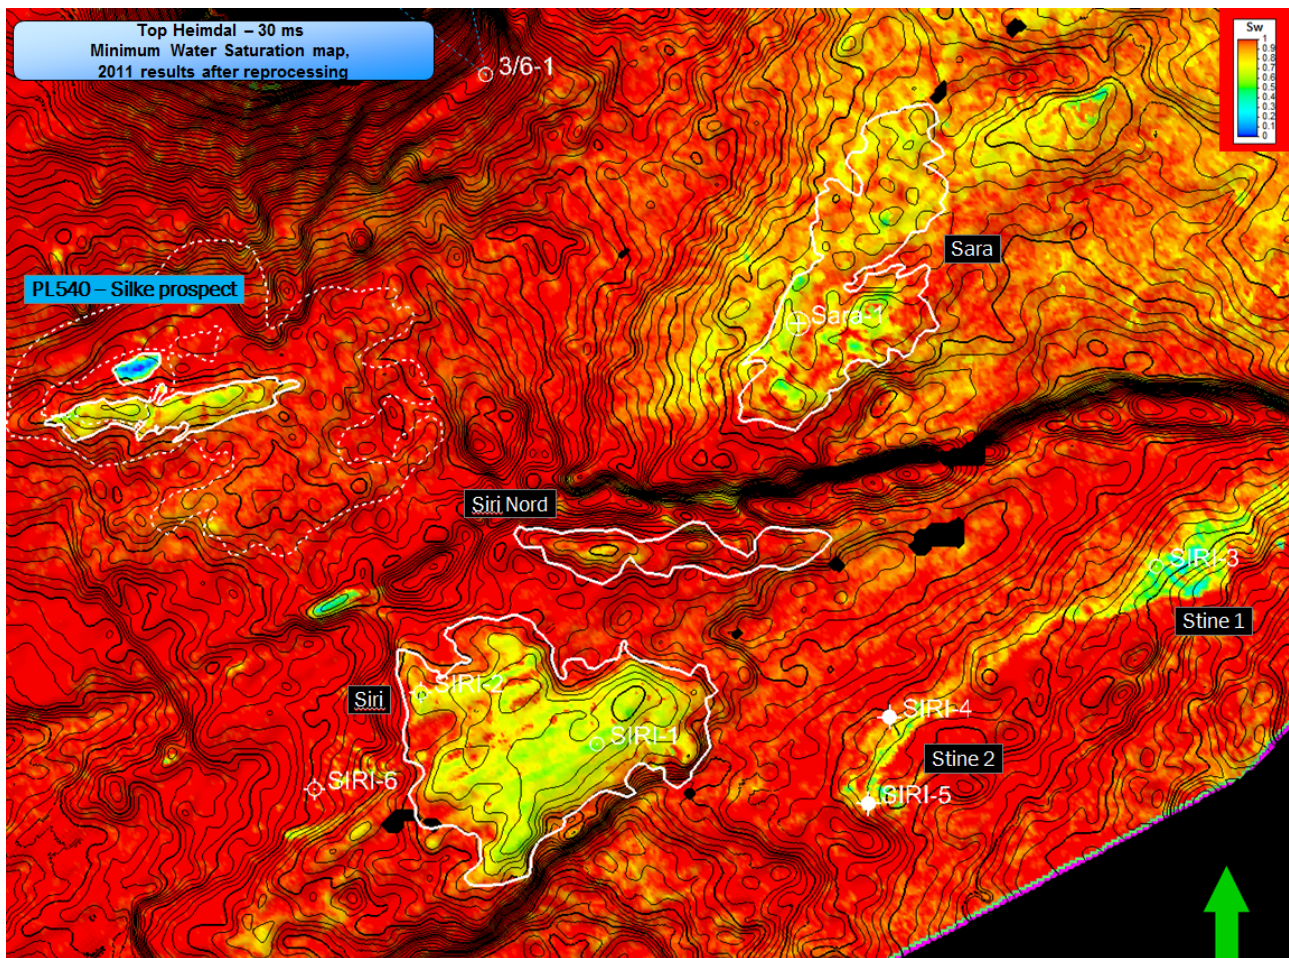 Top Heimdal – 30 ms
Minimum Water Saturation map,
2011 results after reprocessing
Sw
1
0.9
0.8
0.7
0.6
0.5
0.4
0.3
0.2
0.1
0
3/6-1
Sara
PL540 – Silke prospect
Sara-1
Siri Nord
SIRI-3
Stine 1
SIRI-2
Siri
SIRI-4
SIRI-1
Stine 2
SIRI-6
SIRI-5